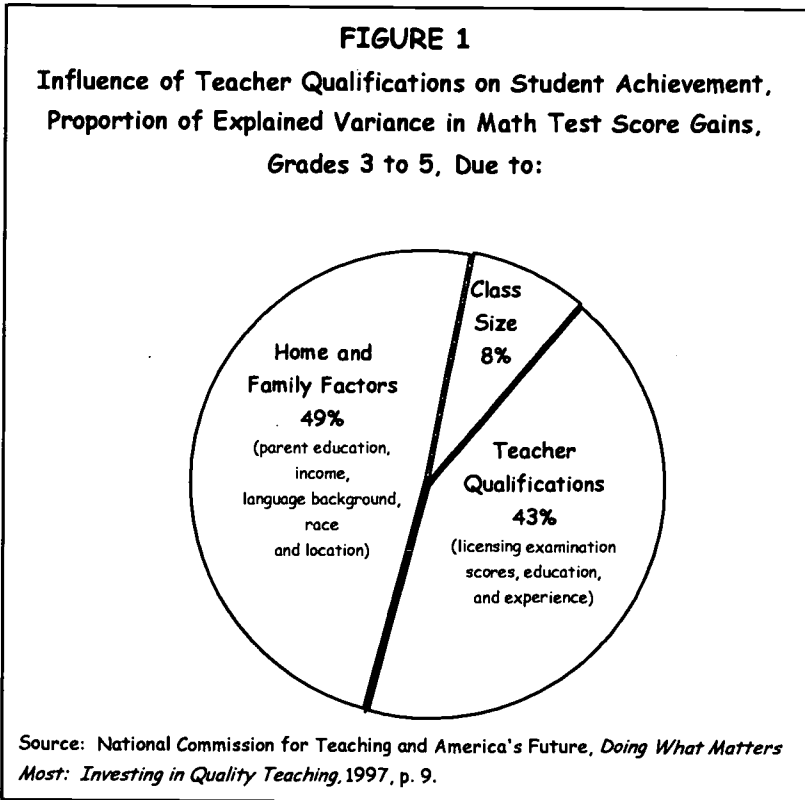 FIGURE 1
Influence of Teacher Qualifications on Student Achievement,
Proportion of Explained Variance in Math Test Score Gains,
Grades 3 to 5, Due to:
Class
Size
8%
Home and
Family Factors
49%
(parent education,
income,
language background,
race
and location)
Teacher
Qualifications
43%
(licensing examination
scores, education,
and experience)
Source: National Commission for Teaching and America's Future, Doing What Matters
Most: Investing in Quality Teaching, 1997, p. 9.